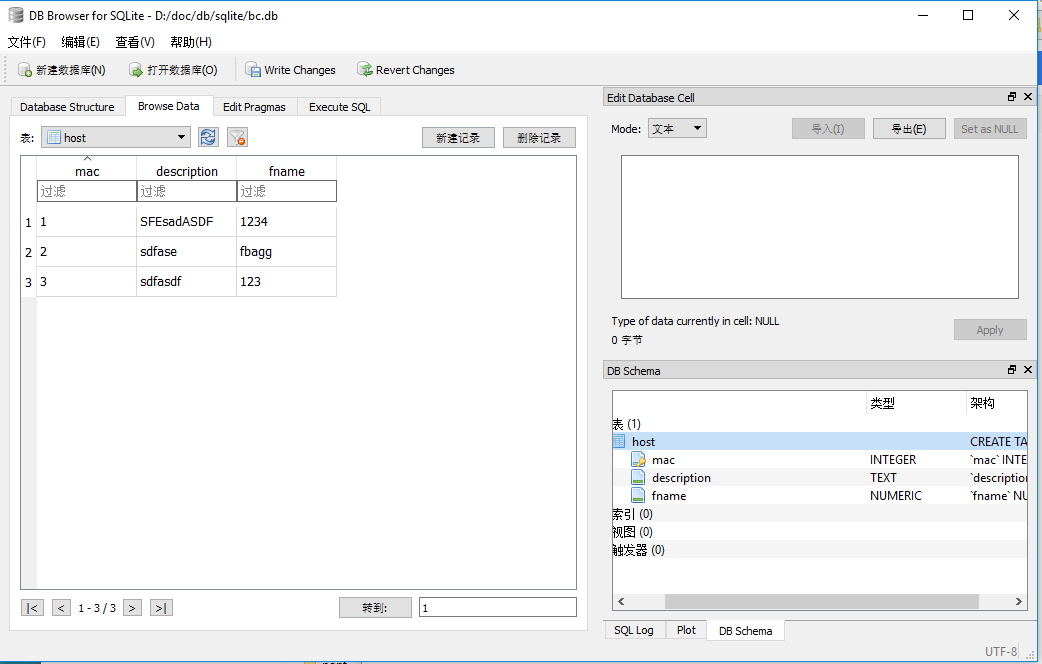 DB Browser for SQLite - D:/doc/db/sqlite/bc.db
文件(F) 编辑(E) 查看(V) 帮助(H)
新建数据库(N) 打开数据库(O) Write Changes Revert Changes
Database Structure Browse Data Edit Pragmas Execute SQL
表: host 新建记录 删除记录
mac description fname
过滤 过滤 过滤
1 1 SFEsadASDF 1234
2 2 sdfase fbagg
3 3 sdfasdf 123
|< < 1 - 3 / 3 > >| 转到: 1
Edit Database Cell
Mode: 文本 导入(I) 导出(E) Set as NULL
Type of data currently in cell: NULL
0 字节
Apply
DB Schema
类型 架构
表 (1)
host CREATE TA
mac INTEGER `mac` INTE
description TEXT `description
fname NUMERIC `fname` NU
索引 (0)
视图 (0)
触发器 (0)
SQL Log Plot DB Schema
UTF-8